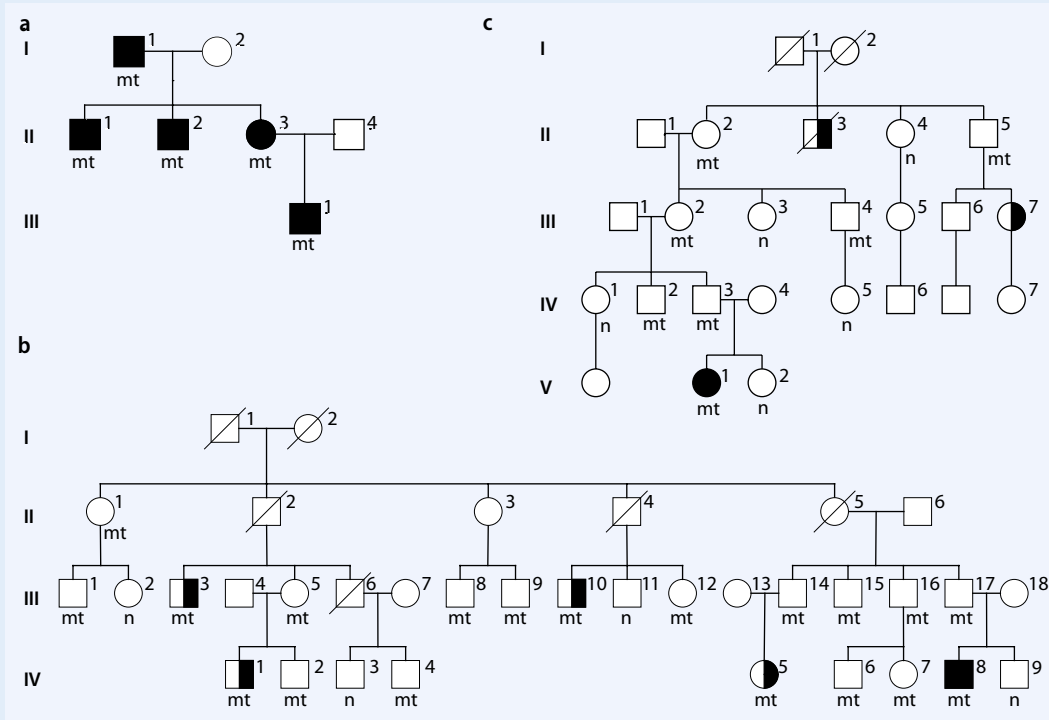 a
I
1 2
mt
II
1 2 3 4
mt mt mt
III
1
mt
c
I
1 2
II
1 2 3 4 5
mt n mt
III
1 2 3 4 5 6 7
mt n mt
IV
1 2 3 4 5 6 7
n mt mt n
V
1 2
mt n
b
I
1 2
II
1 2 3 4 5 6
mt
III
1 2 3 4 5 6 7 8 9 10 11 12 13 14 15 16 17 18
mt n mt mt mt mt mt n mt mt mt mt mt
IV
1 2 3 4 5 6 7 8 9
mt mt n mt mt mt mt mt n